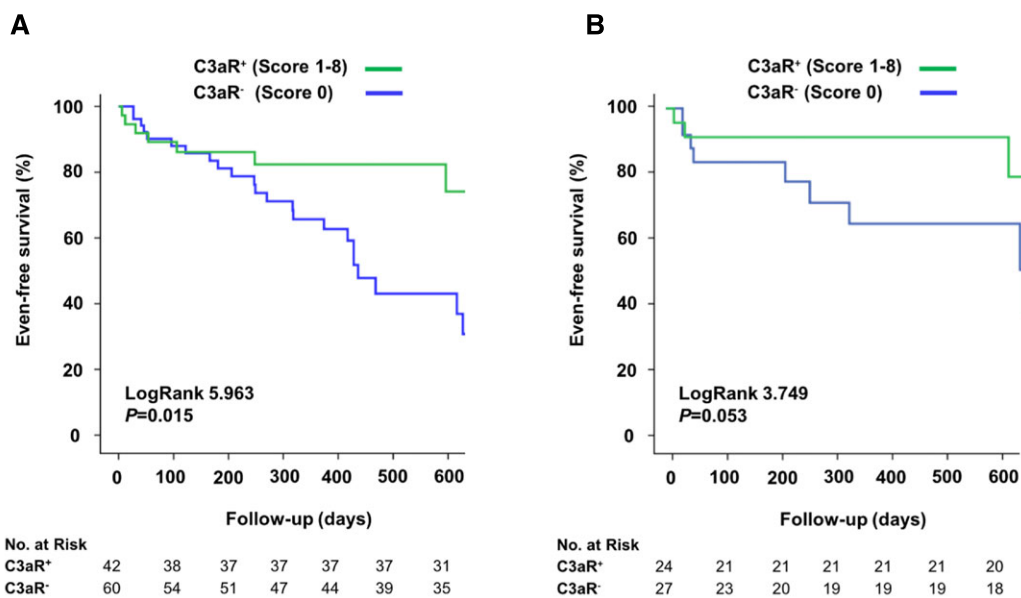 A
C3aR⁺ (Score 1-8)
C3aR⁻ (Score 0)
Even-free survival (%)
100
80
60
40
20
0
LogRank 5.963
P=0.015
0 100 200 300 400 500 600
Follow-up (days)
No. at Risk
C3aR⁺ 42 38 37 37 37 37 31
C3aR⁻ 60 54 51 47 44 39 35
B
C3aR⁺ (Score 1-8)
C3aR⁻ (Score 0)
Even-free survival (%)
100
80
60
40
20
0
LogRank 3.749
P=0.053
0 100 200 300 400 500 600
Follow-up (days)
No. at Risk
C3aR⁺ 24 21 21 21 21 21 20
C3aR⁻ 27 23 20 19 19 19 18